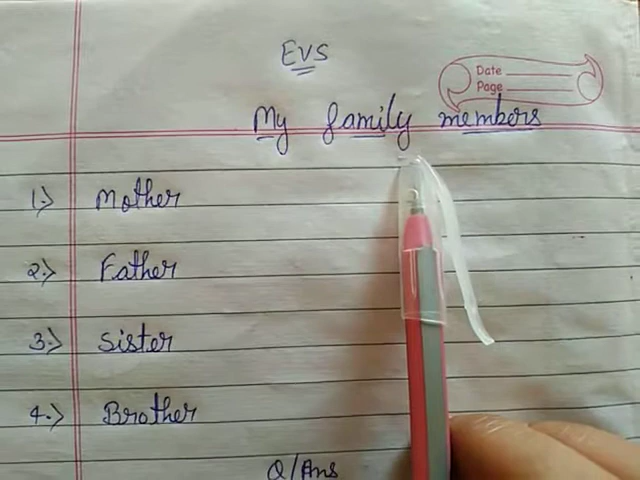 EVS
Date
Page
My family members
1.) Mother
2.) Father
3.) Sister
4.) Brother
Q/Ans